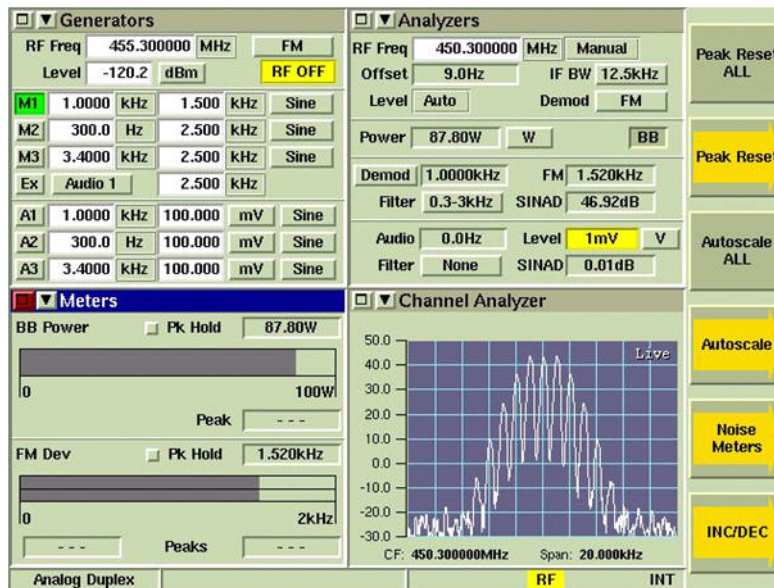 Generators
RF Freq 455.300000 MHz FM
Level -120.2 dBm RF OFF
M1 1.0000 kHz 1.500 kHz Sine
M2 300.0 Hz 2.500 kHz Sine
M3 3.4000 kHz 2.500 kHz Sine
Ex Audio 1 2.500 kHz
A1 1.0000 kHz 100.000 mV Sine
A2 300.0 Hz 100.000 mV Sine
A3 3.4000 kHz 100.000 mV Sine
Analyzers
RF Freq 450.300000 MHz Manual
Offset 9.0Hz IF BW 12.5kHz
Level Auto Demod FM
Power 87.80W W BB
Demod 1.0000kHz FM 1.520kHz
Filter 0.3-3kHz SINAD 46.92dB
Audio 0.0Hz Level 1mV V
Filter None SINAD 0.01dB
Meters
BB Power Pk Hold 87.80W
0 100W
Peak - - -
FM Dev Pk Hold 1.520kHz
0 2kHz
- - - Peaks - - -
Channel Analyzer
Live
50.0
40.0
30.0
20.0
10.0
0.0
-10.0
-20.0
-30.0
CF: 450.300000MHz Span: 20.000kHz
Peak Reset
ALL
Peak Reset
Autoscale
ALL
Autoscale
Noise
Meters
INC/DEC
Analog Duplex RF INT